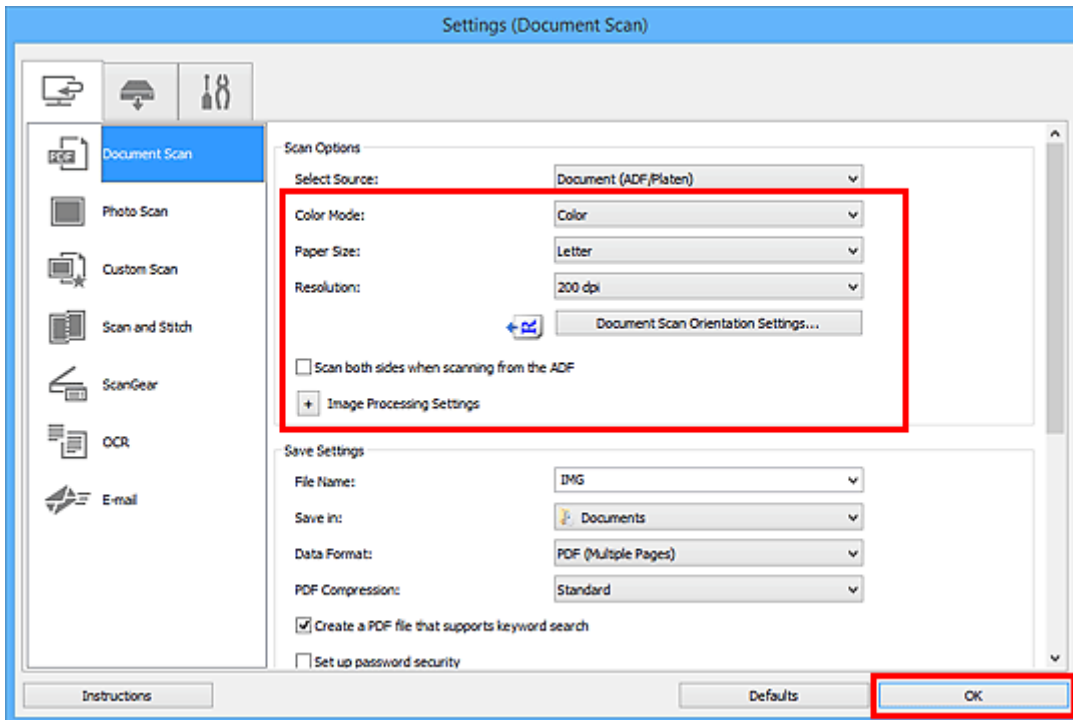 Settings (Document Scan)
Document Scan
Photo Scan
Custom Scan
Scan and Stitch
ScanGear
OCR
E-mail
Scan Options
Select Source: Document (ADF/Platen)
Color Mode: Color
Paper Size: Letter
Resolution: 200 dpi
Document Scan Orientation Settings...
Scan both sides when scanning from the ADF
+ Image Processing Settings
Save Settings
File Name: IMG
Save in: Documents
Data Format: PDF (Multiple Pages)
PDF Compression: Standard
Create a PDF file that supports keyword search
Set up password security
Instructions Defaults OK